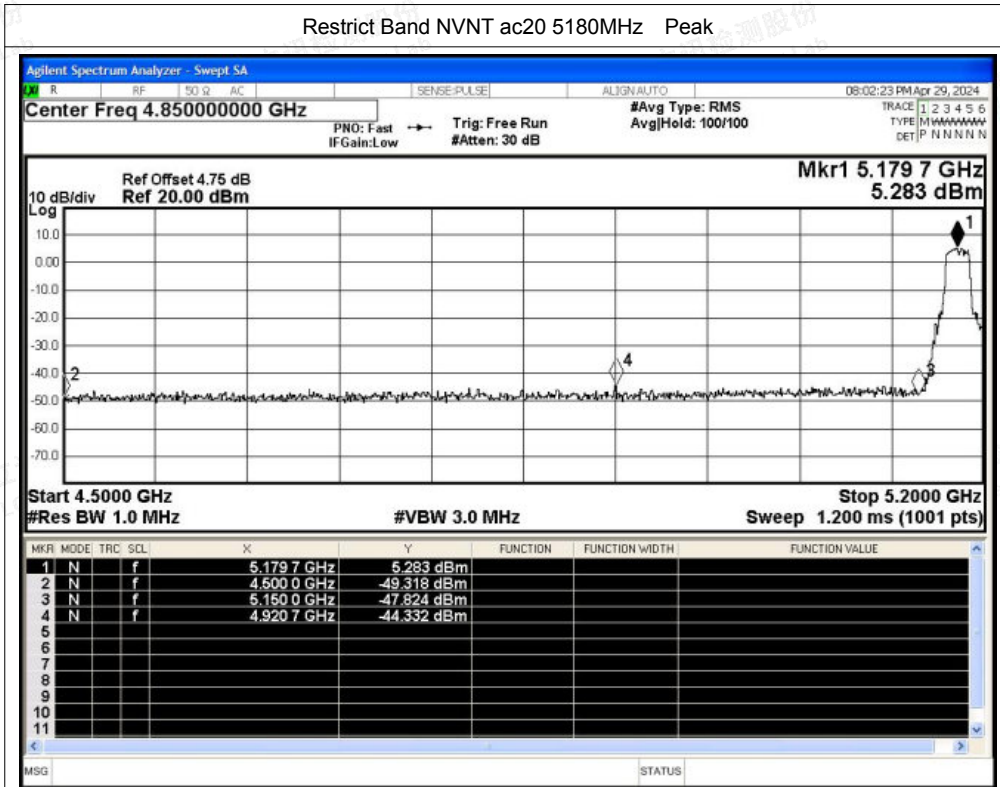 Restrict Band NVNT ac20 5180MHz Peak
Agilent Spectrum Analyzer - Swept SA
R RF 50 Ω AC SENSE:PULSE ALIGNAUTO 08:02:23 PM Apr 29, 2024
Center Freq 4.850000000 GHz #Avg Type: RMS TRACE 1 2 3 4 5 6
PNO: Fast Trig: Free Run Avg|Hold: 100/100 TYPE M WWWWW
IFGain:Low #Atten: 30 dB DET P N N N N N
Mkr1 5.179 7 GHz
Ref Offset 4.75 dB
10 dB/div Ref 20.00 dBm 5.283 dBm
Log
1
10.0
0.00
-10.0
-20.0
-30.0
4
-40.0 2 3
-50.0
-60.0
-70.0
Start 4.5000 GHz Stop 5.2000 GHz
#Res BW 1.0 MHz #VBW 3.0 MHz Sweep 1.200 ms (1001 pts)
MKR MODE TRC SCL X Y FUNCTION FUNCTION WIDTH FUNCTION VALUE
1 N f 5.179 7 GHz 5.283 dBm
2 N f 4.500 0 GHz -49.318 dBm
3 N f 5.150 0 GHz -47.824 dBm
4 N f 4.920 7 GHz -44.332 dBm
5
6
7
8
9
10
11
MSG STATUS